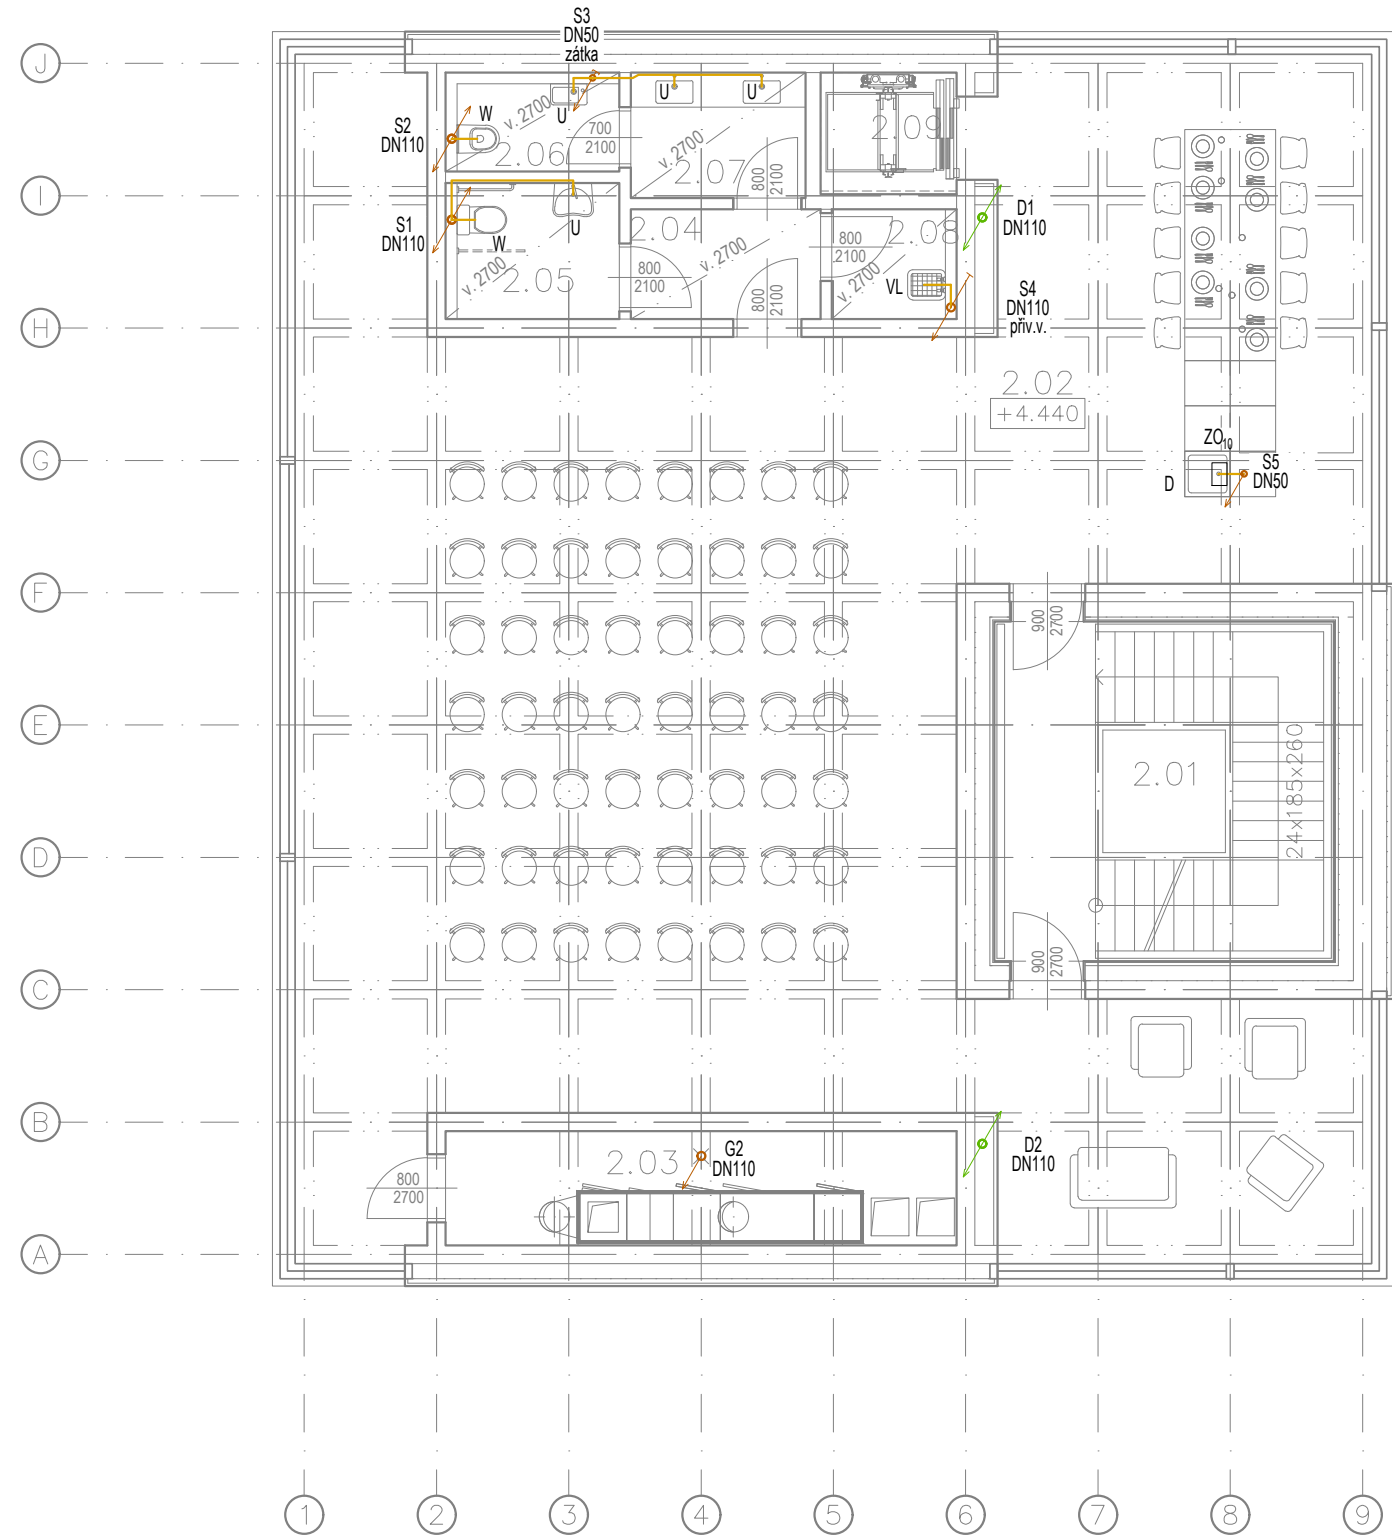 S3
DN50
zátka
J
U
U
W
U
S2
DN110
v. 2700
700
2100
2.06
v. 2700
2.07
2.09
800
2100
I
S1
DN110
W
U
v. 2700
2.05
2.04
800
2100
v. 2700
800
2100
2.08
800
2100
v. 2700
VL
D1
DN110
S4
DN110
přiv.v.
H
2.02
+4.440
G
ZO10
D
S5
DN50
F
900
2700
E
2.01
24x185x260
D
900
2700
C
B
2.03
G2
DN110
D2
DN110
800
2700
A
1
2
3
4
5
6
7
8
9